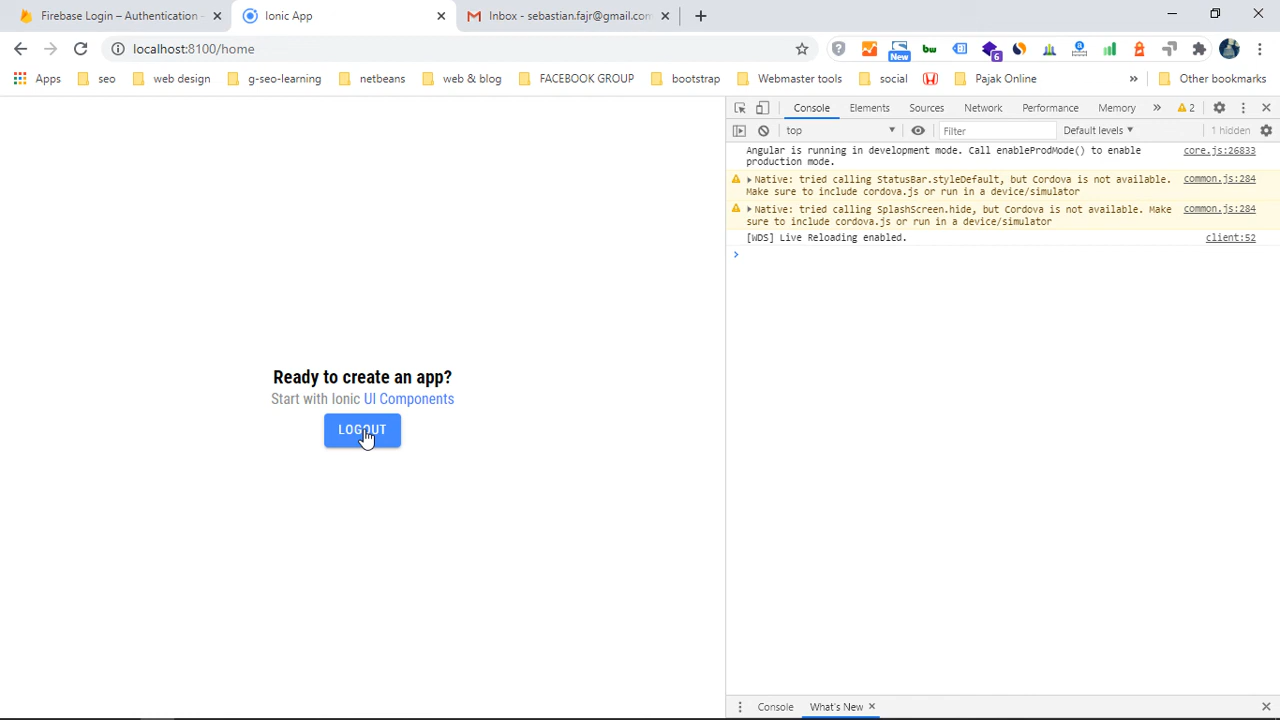 Firebase Login – Authentication -
Ionic App
Inbox - sebastian.fajr@gmail.com
localhost:8100/home
New
bw
6
Apps
seo
web design
g-seo-learning
netbeans
web & blog
FACEBOOK GROUP
bootstrap
Webmaster tools
social
Pajak Online
»
Other bookmarks
Console
Elements
Sources
Network
Performance
Memory
»
2
top
Filter
Default levels
1 hidden
Angular is running in development mode. Call enableProdMode() to enable
production mode.
core.js:26833
Native: tried calling StatusBar.styleDefault, but Cordova is not available.
Make sure to include cordova.js or run in a device/simulator
common.js:284
Native: tried calling SplashScreen.hide, but Cordova is not available. Make
sure to include cordova.js or run in a device/simulator
common.js:284
[WDS] Live Reloading enabled.
client:52
Ready to create an app?
Start with Ionic UI Components
LOGOUT
Console
What's New